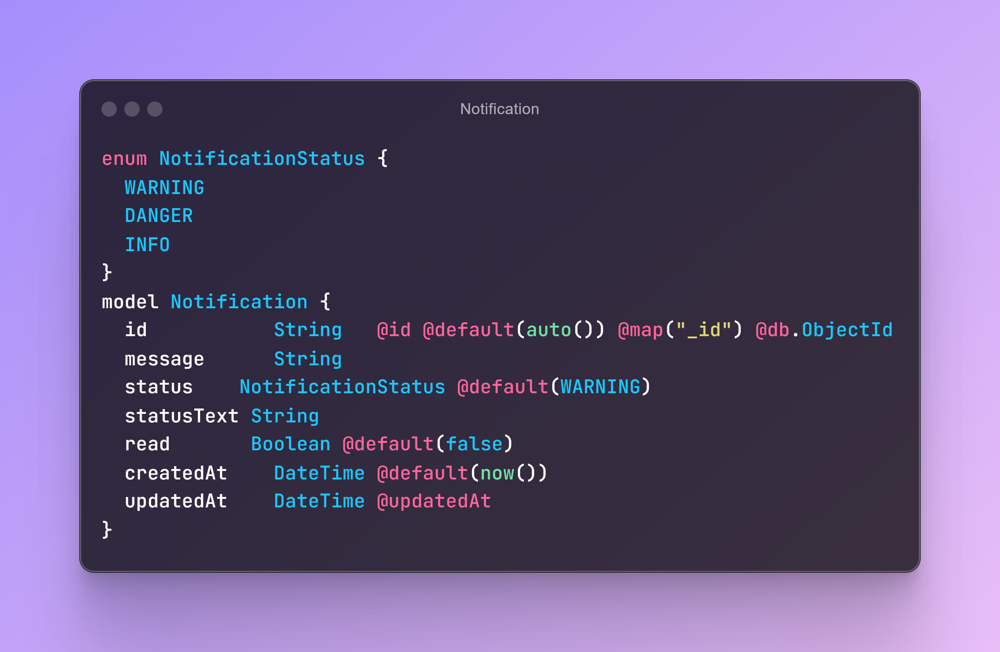 Notification
enum NotificationStatus {
  WARNING
  DANGER
  INFO
}
model Notification {
  id           String   @id @default(auto()) @map("_id") @db.ObjectId
  message      String
  status    NotificationStatus @default(WARNING)
  statusText String
  read       Boolean @default(false)
  createdAt    DateTime @default(now())
  updatedAt    DateTime @updatedAt
}